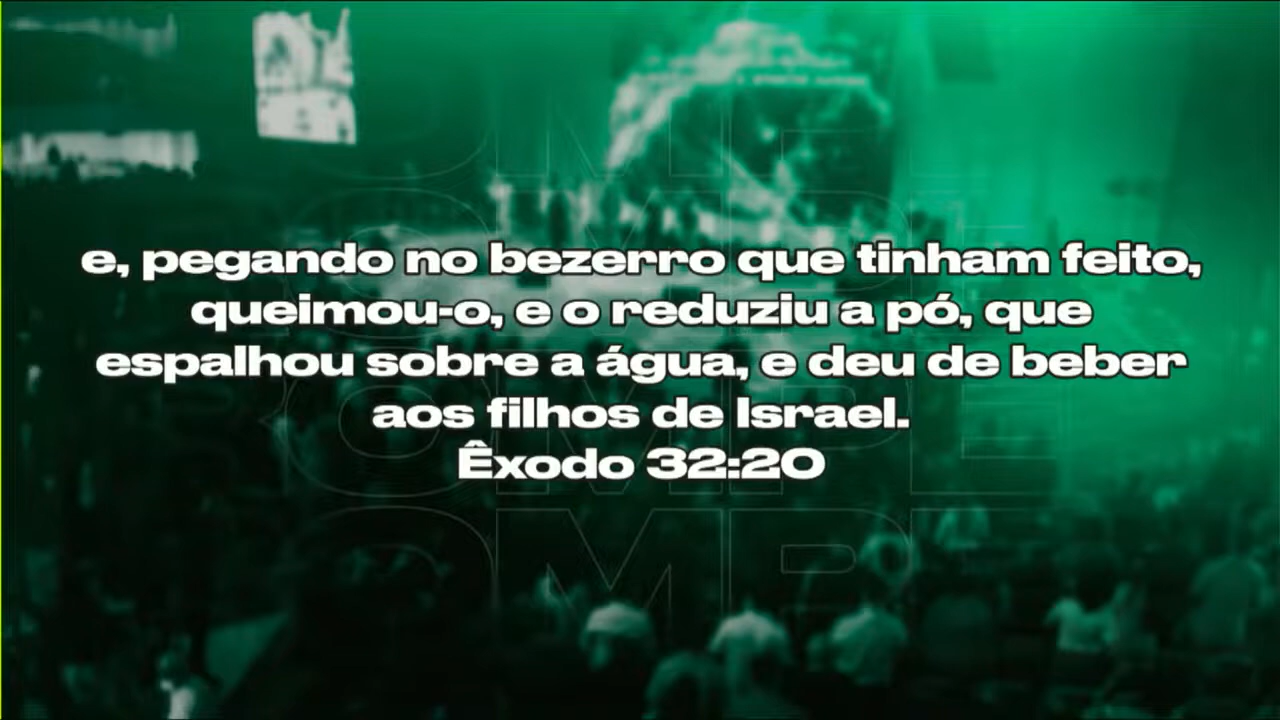 e, pegando no bezerro que tinham feito,
queimou-o, e o reduziu a pó, que
espalhou sobre a água, e deu de beber
aos filhos de Israel.
Êxodo 32:20